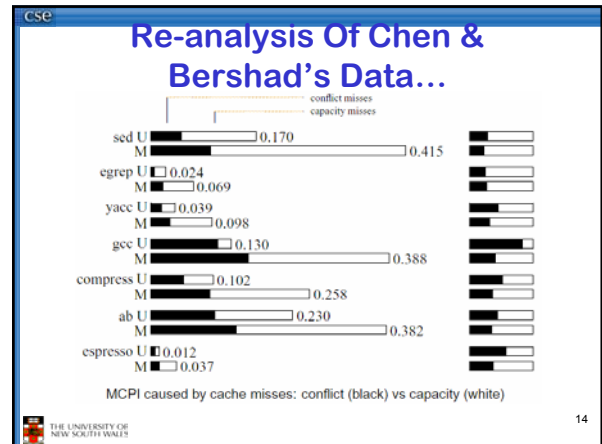 cse
Re-analysis Of Chen &
Bershad's Data...
conflict misses
capacity misses
sed U 0.170
M 0.415
egrep U 0.024
M 0.069
yacc U 0.039
M 0.098
gcc U 0.130
M 0.388
compress U 0.102
M 0.258
ab U 0.230
M 0.382
espresso U 0.012
M 0.037
MCPI caused by cache misses: conflict (black) vs capacity (white)
THE UNIVERSITY OF
NEW SOUTH WALES
14